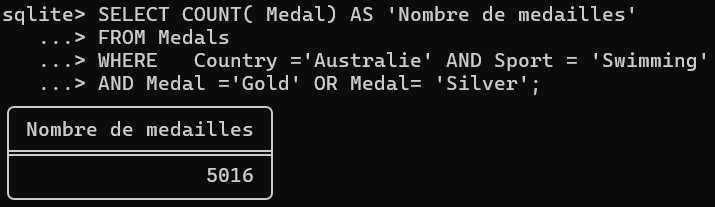 sqlite> SELECT COUNT( Medal) AS 'Nombre de medailles'
...> FROM Medals
...> WHERE   Country ='Australie' AND Sport = 'Swimming'
...> AND Medal ='Gold' OR Medal= 'Silver';
Nombre de medailles
5016